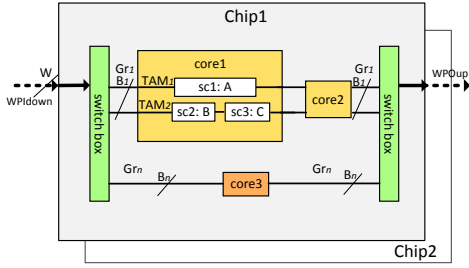 Chip1
W
WPIdown
switch box
Gr1
B1
core1
TAM1
sc1: A
TAM2
sc2: B
sc3: C
core2
Gr1
B1
switch box
WPOup
Grn
Bn
core3
Grn
Bn
Chip2